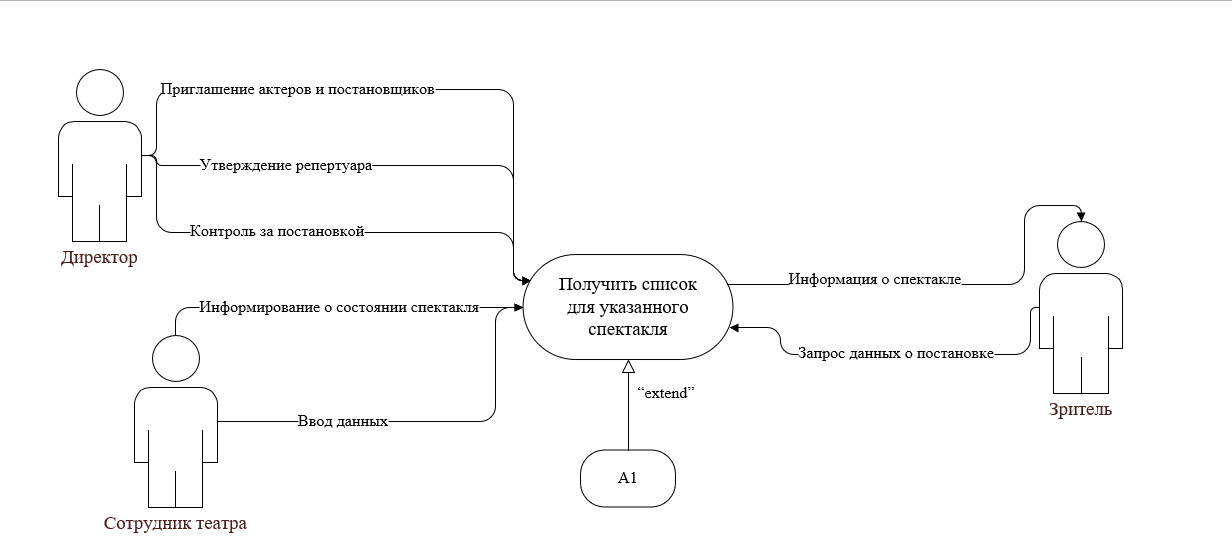 Приглашение актеров и постановщиков
Утверждение репертуара
Контроль за постановкой
Директор
Информирование о состоянии спектакля
Ввод данных
Сотрудник театра
Получить список
для указанного
спектакля
“extend”
A1
Информация о спектакле
Запрос данных о постановке
Зритель